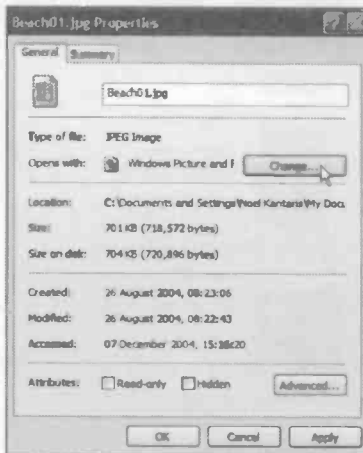 Beach01.jpg Properties
General Summary
Beach01.jpg
Type of file: JPEG Image
Opens with: Windows Picture and F Change...
Location: C:\Documents and Settings\Noel Kantaris\My Docu
Size: 701 KB (718,572 bytes)
Size on disk: 704 KB (720,896 bytes)
Created: 26 August 2004, 08:23:06
Modified: 26 August 2004, 08:22:43
Accessed: 07 December 2004, 15:18:20
Attributes: Read-only Hidden Advanced...
OK Cancel Apply